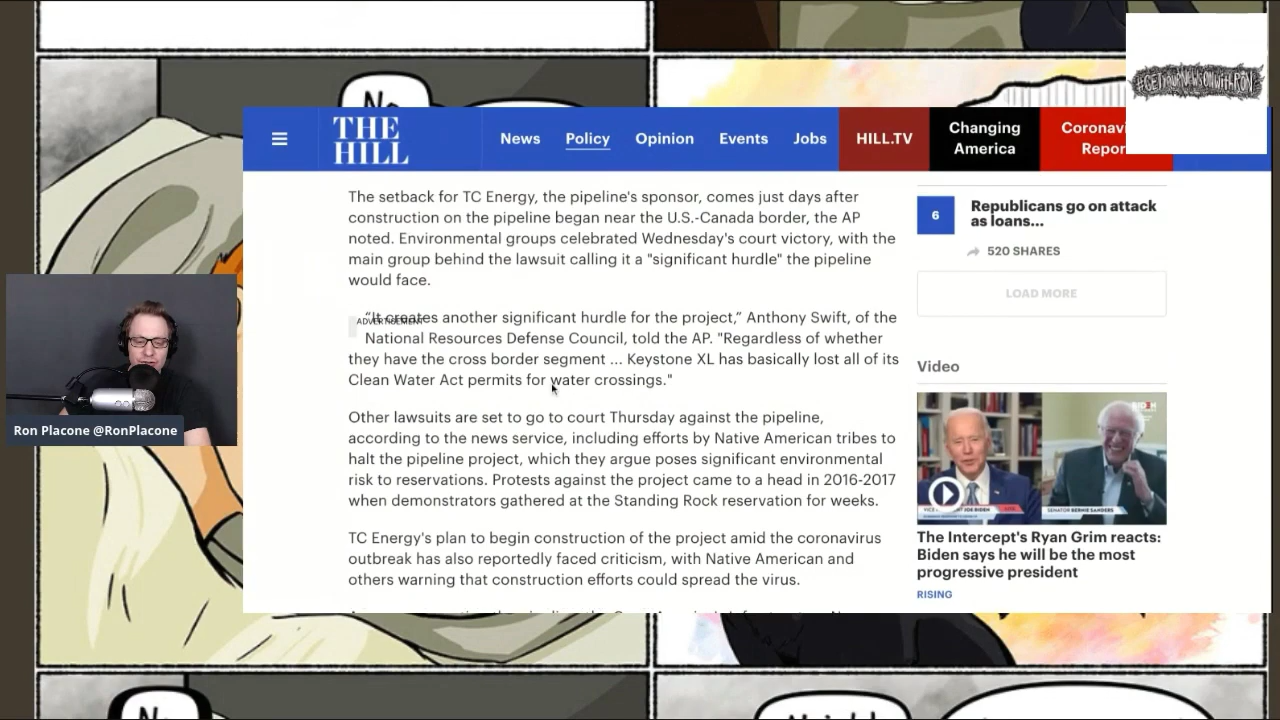 No
#GETYOURNEWSONWITHRON
THE HILL
News
Policy
Opinion
Events
Jobs
HILL.TV
Changing America
Coronavi
Repor
The setback for TC Energy, the pipeline's sponsor, comes just days after
construction on the pipeline began near the U.S.-Canada border, the AP
noted. Environmental groups celebrated Wednesday's court victory, with the
main group behind the lawsuit calling it a "significant hurdle" the pipeline
would face.
ADVERTISEMENT
“It creates another significant hurdle for the project,” Anthony Swift, of the
National Resources Defense Council, told the AP. "Regardless of whether
they have the cross border segment ... Keystone XL has basically lost all of its
Clean Water Act permits for water crossings."
Other lawsuits are set to go to court Thursday against the pipeline,
according to the news service, including efforts by Native American tribes to
halt the pipeline project, which they argue poses significant environmental
risk to reservations. Protests against the project came to a head in 2016-2017
when demonstrators gathered at the Standing Rock reservation for weeks.
TC Energy's plan to begin construction of the project amid the coronavirus
outbreak has also reportedly faced criticism, with Native American and
others warning that construction efforts could spread the virus.
6
Republicans go on attack
as loans...
520 SHARES
LOAD MORE
Video
SENATOR BERNIE SANDERS
The Intercept's Ryan Grim reacts:
Biden says he will be the most
progressive president
RISING
Ron Placone @RonPlacone